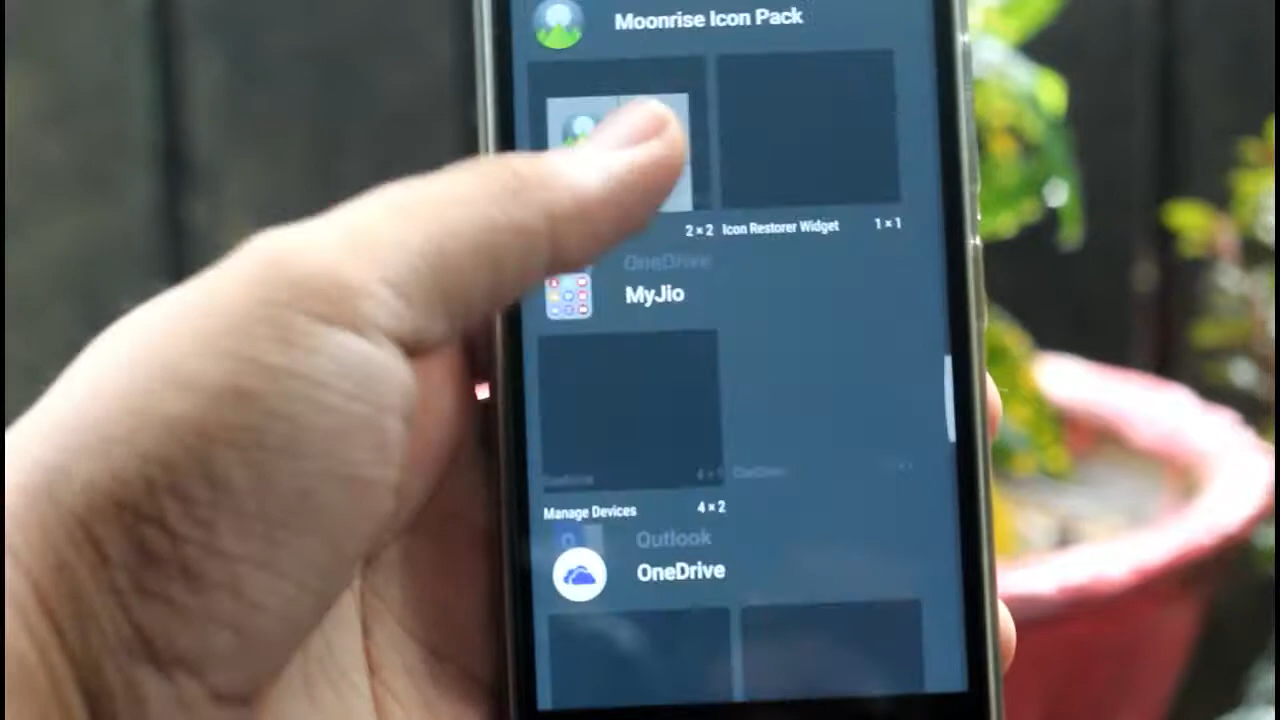 Moonrise Icon Pack
2 × 2 Icon Restorer Widget 1 × 1
OneDrive
MyJio
Manage Devices 4 × 2
Outlook
OneDrive